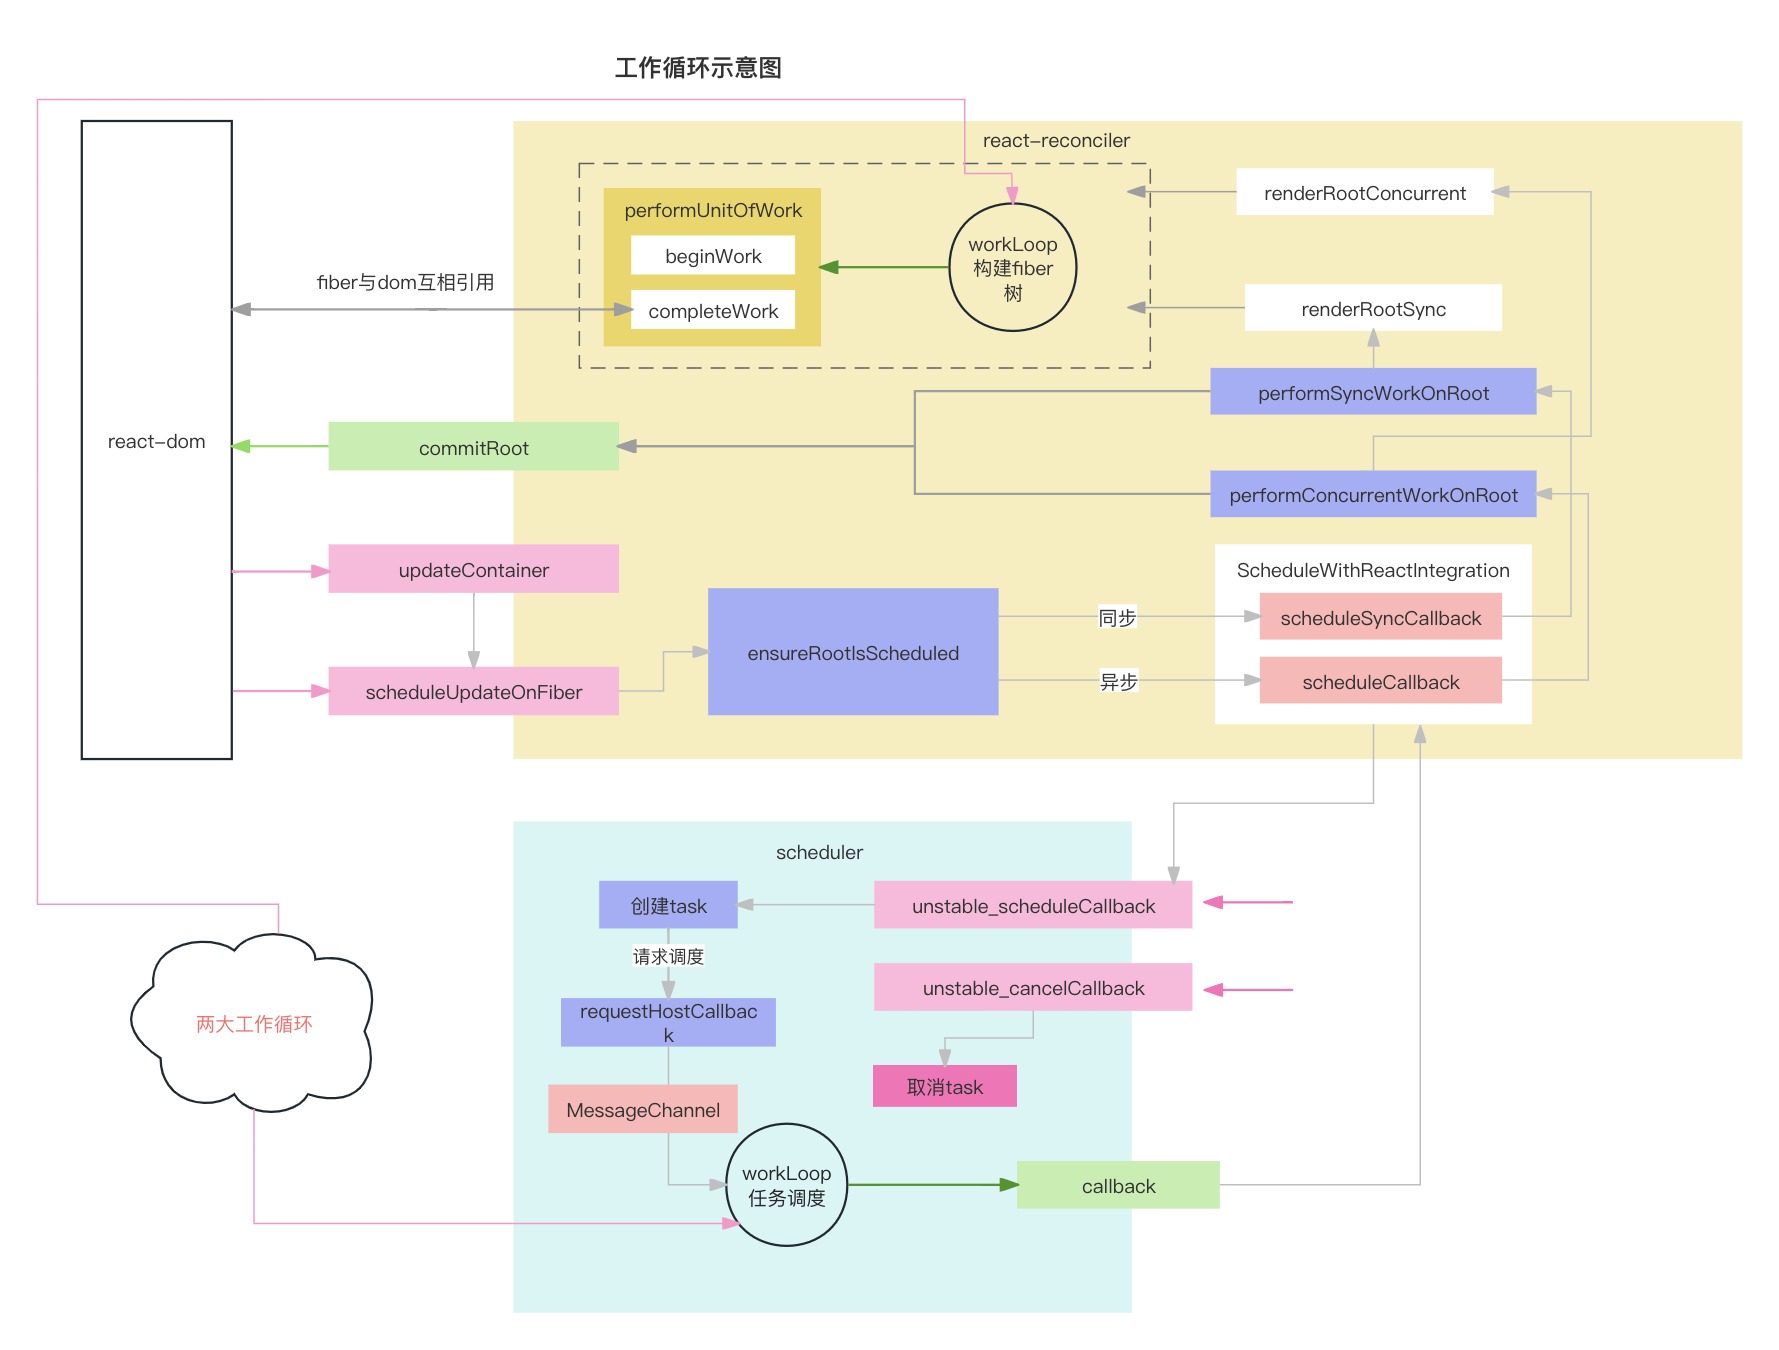 工作循环示意图
react-reconciler
performUnitOfWork
beginWork
completeWork
workLoop
构建fiber
树
renderRootConcurrent
renderRootSync
fiber与dom互相引用
react-dom
commitRoot
performSyncWorkOnRoot
performConcurrentWorkOnRoot
updateContainer
scheduleUpdateOnFiber
ensureRootIsScheduled
同步
异步
ScheduleWithReactIntegration
scheduleSyncCallback
scheduleCallback
scheduler
创建task
unstable_scheduleCallback
请求调度
requestHostCallbac
k
unstable_cancelCallback
取消task
MessageChannel
workLoop
任务调度
callback
两大工作循环